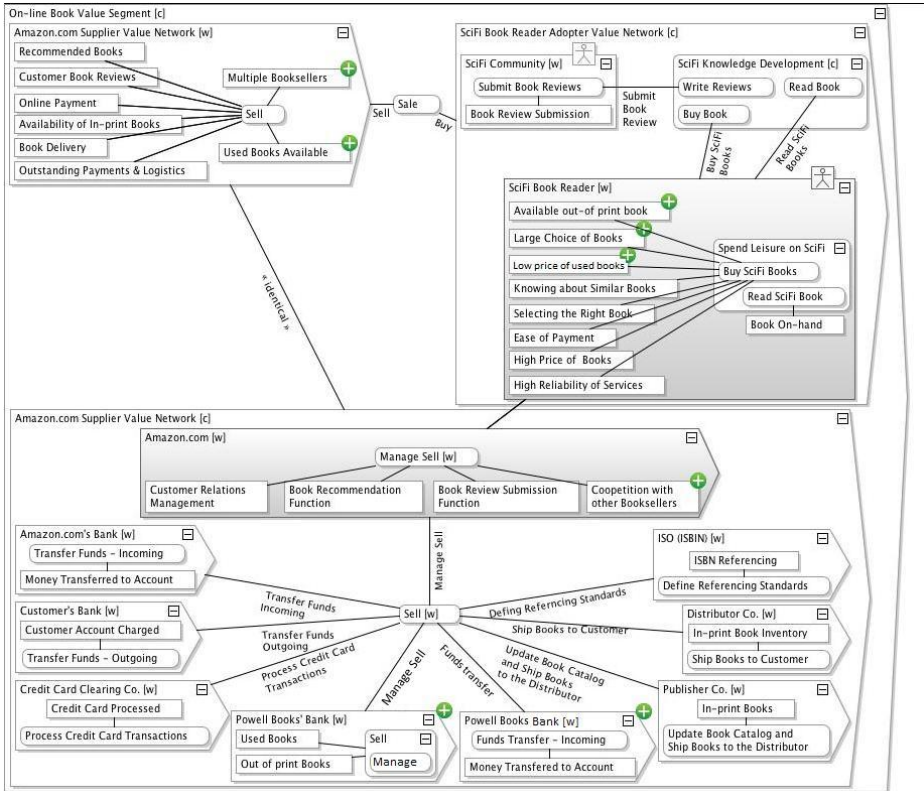 On-line Book Value Segment [c]
Amazon.com Supplier Value Network [w]
Recommended Books
Customer Book Reviews
Online Payment
Availability of In-print Books
Book Delivery
Outstanding Payments & Logistics
Multiple Booksellers
Sell
Used Books Available
Sell
Sale
Buy
SciFi Book Reader Adopter Value Network [c]
SciFi Community [w]
Submit Book Reviews
Book Review Submission
Submit
Book
Review
SciFi Knowledge Development [c]
Write Reviews
Read Book
Buy Book
Buy SciFi
Books
Read SciFi
Books
SciFi Book Reader [w]
Available out-of print book
Large Choice of Books
Low price of used books
Knowing about Similar Books
Selecting the Right Book
Ease of Payment
High Price of Books
High Reliability of Services
Spend Leisure on SciFi
Buy SciFi Books
Read SciFi Book
Book On-hand
« identical »
Amazon.com Supplier Value Network [c]
Amazon.com [w]
Manage Sell [w]
Customer Relations
Management
Book Recommendation
Function
Book Review Submission
Function
Coopetition with
other Booksellers
Manage Sell
Amazon.com's Bank [w]
Transfer Funds - Incoming
Money Transferred to Account
Transfer Funds
Incoming
Customer's Bank [w]
Customer Account Charged
Transfer Funds - Outgoing
Transfer Funds
Outgoing
Credit Card Clearing Co. [w]
Credit Card Processed
Process Credit Card Transactions
Process Credit Card
Transactions
Sell [w]
ISO (ISBIN) [w]
ISBN Referencing
Define Referencing Standards
Defing Referncing Standards
Distributor Co. [w]
In-print Book Inventory
Ship Books to Customer
Ship Books to Customer
Publisher Co. [w]
In-print Books
Update Book Catalog and
Ship Books to the Distributor
Update Book Catalog
and Ship Books
to the Distributor
Manage Sell
Funds transfer
Powell Books' Bank [w]
Used Books
Out of print Books
Sell
Manage
Powell Books Bank [w]
Funds Transfer - Incoming
Money Transfered to Account